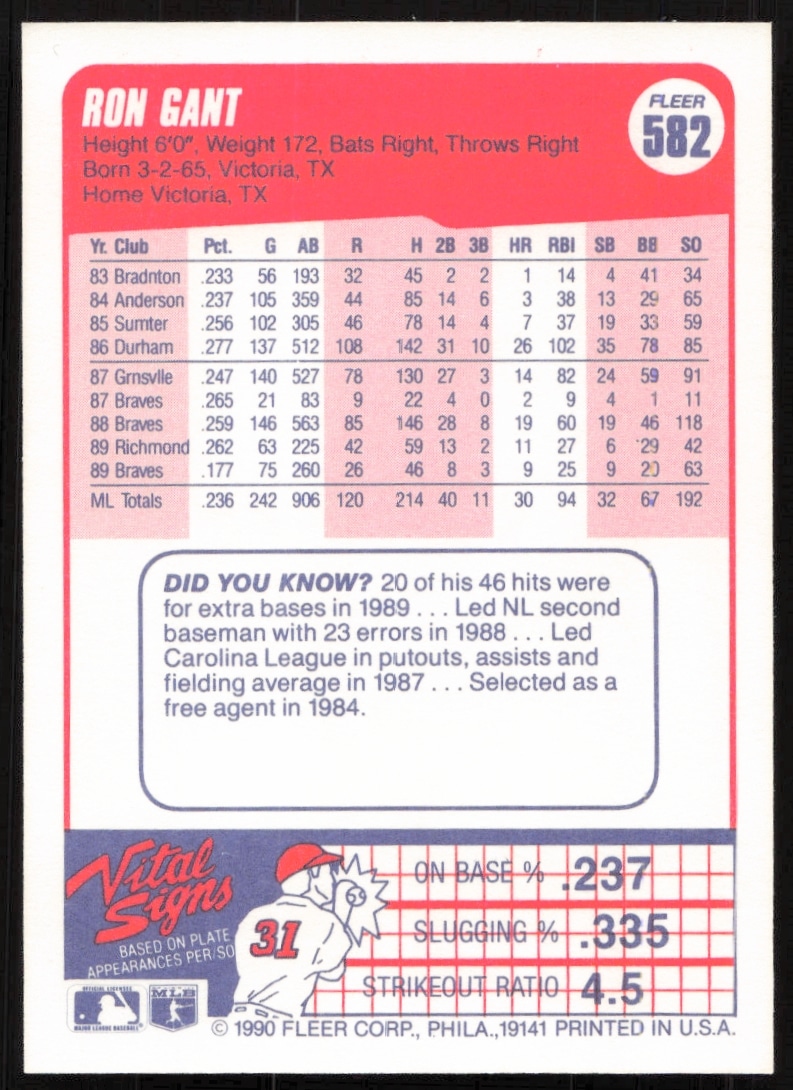 RON GANT
FLEER
582
Height 6'0", Weight 172, Bats Right, Throws Right
Born 3-2-65, Victoria, TX
Home Victoria, TX
Yr. Club Pct. G AB R H 2B 3B HR RBI SB BB SO
83 Bradnton .233 56 193 32 45 2 2 1 14 4 41 34
84 Anderson .237 105 359 44 85 14 6 3 38 13 29 65
85 Sumter .256 102 305 46 78 14 4 7 37 19 33 59
86 Durham .277 137 512 108 142 31 10 26 102 35 78 85
87 Grnsvlle .247 140 527 78 130 27 3 14 82 24 59 91
87 Braves .265 21 83 9 22 4 0 2 9 4 1 11
88 Braves .259 146 563 85 146 28 8 19 60 19 46 118
89 Richmond .262 63 225 42 59 13 2 11 27 6 29 42
89 Braves .177 75 260 26 46 8 3 9 25 9 20 63
ML Totals .236 242 906 120 214 40 11 30 94 32 67 192
DID YOU KNOW? 20 of his 46 hits were
for extra bases in 1989 . . . Led NL second
baseman with 23 errors in 1988 . . . Led
Carolina League in putouts, assists and
fielding average in 1987 . . . Selected as a
free agent in 1984.
Vital
Signs
BASED ON PLATE
APPEARANCES PER/SO
31
ON BASE % .237
SLUGGING % .335
STRIKEOUT RATIO 4.5
OFFICIAL LICENSEE
MAJOR LEAGUE BASEBALL
MLB
© 1990 FLEER CORP., PHILA.,19141 PRINTED IN U.S.A.